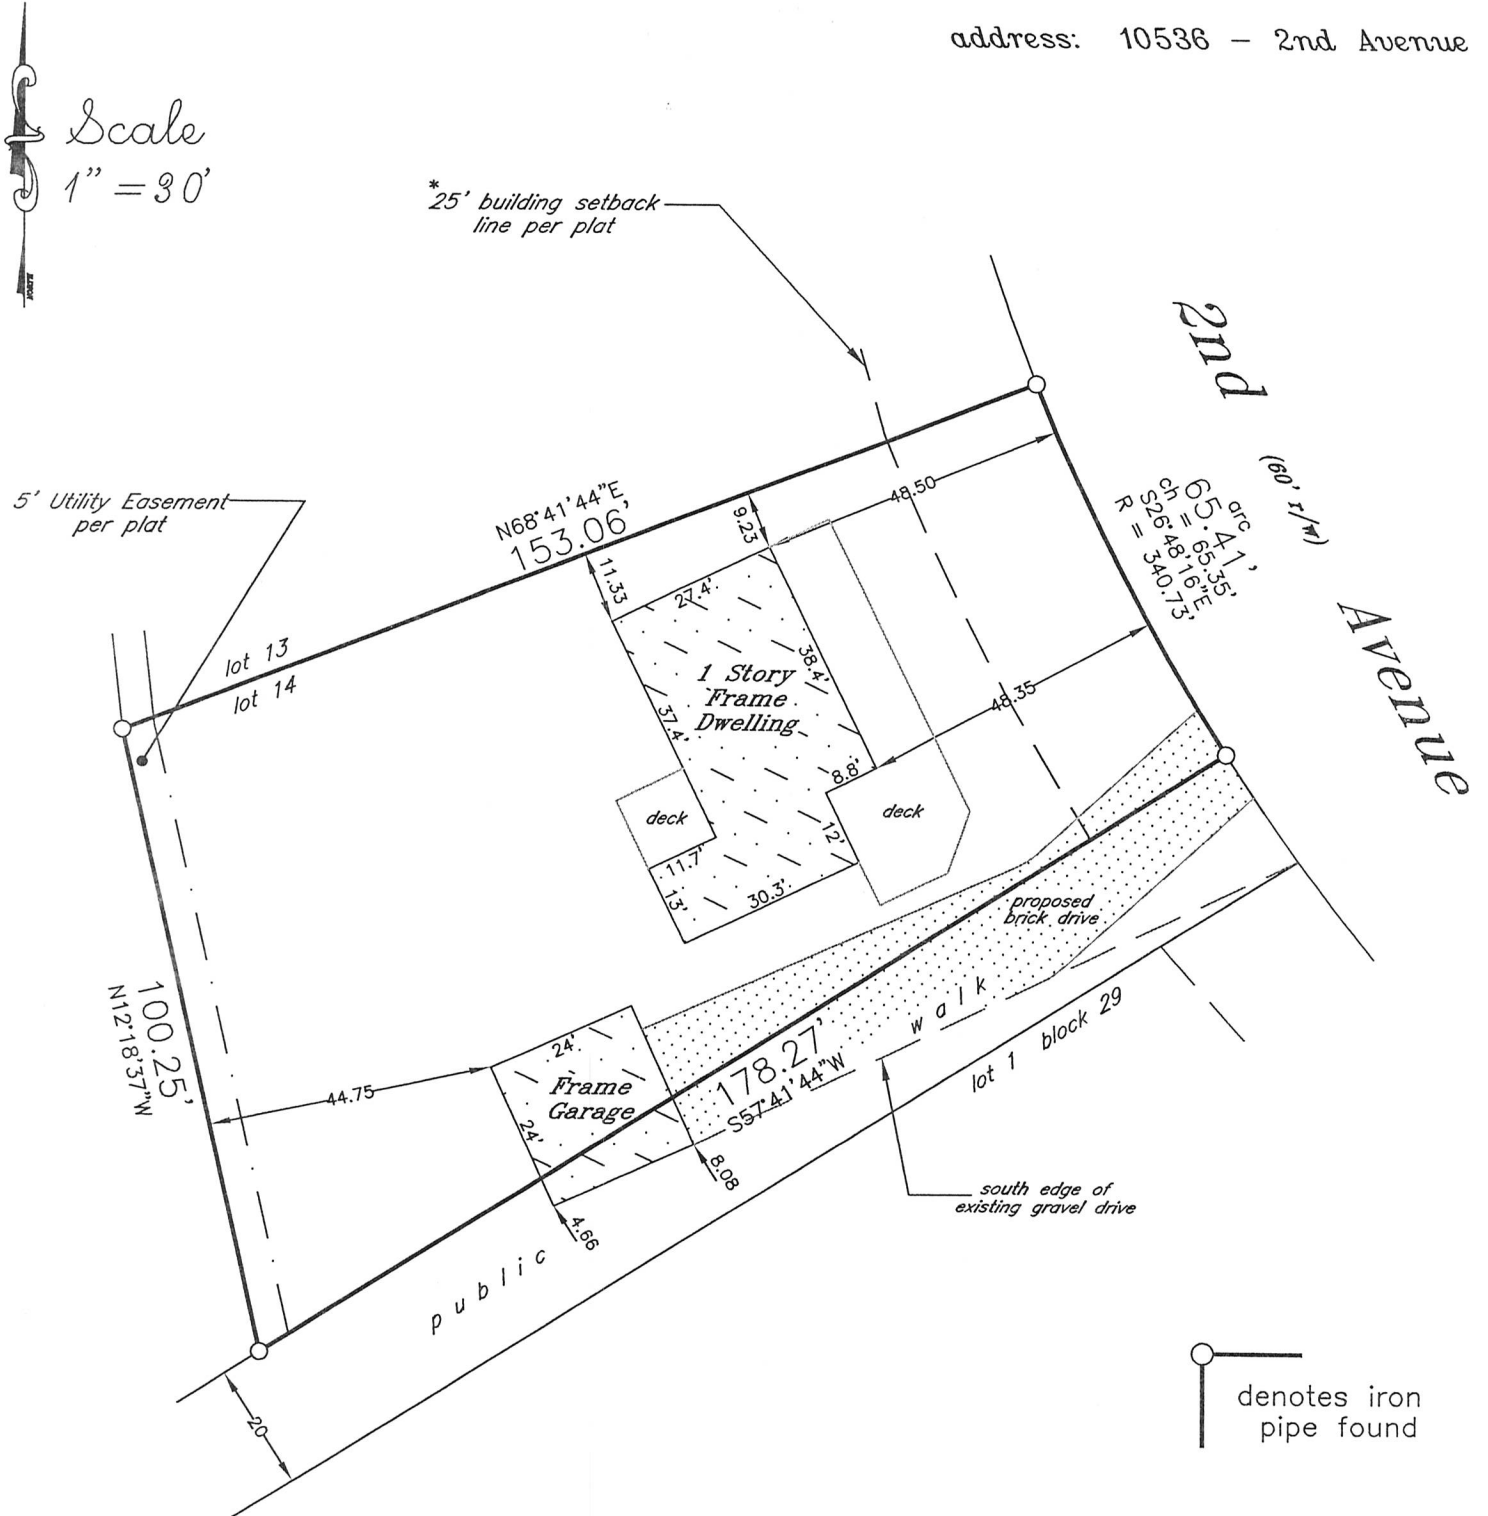 address: 10536 - 2nd Avenue
Scale
1" = 30'
NORTH
*
25' building setback
line per plat
2nd
Avenue
(60' r/w)
5' Utility Easement
per plat
N68°41'44"E
153.06'
48.50
9.23
11.33
27.4'
arc
65.41'
ch = 65.35'
S26°48'16"E
R = 340.73'
lot 13
lot 14
1 Story
Frame
Dwelling
38.4'
37.4'
48.35
8.8'
deck
deck
12'
11.7'
13'
30.3'
proposed
brick drive
100.25'
N12°18'37"W
44.75
24'
24'
Frame
Garage
178.27'
S57°41'44"W
public walk
lot 1 block 29
8.08
4.66
south edge of
existing gravel drive
20
denotes iron
pipe found